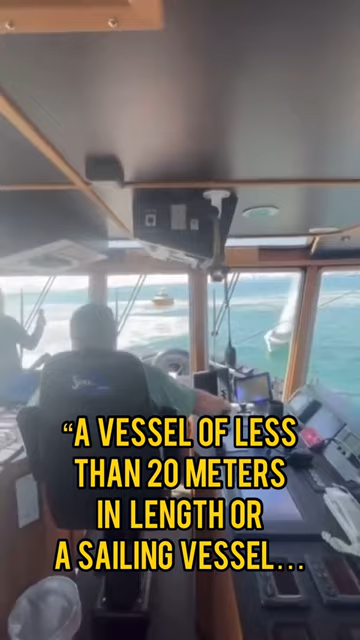 “A VESSEL OF LESS
THAN 20 METERS
IN LENGTH OR
A SAILING VESSEL...